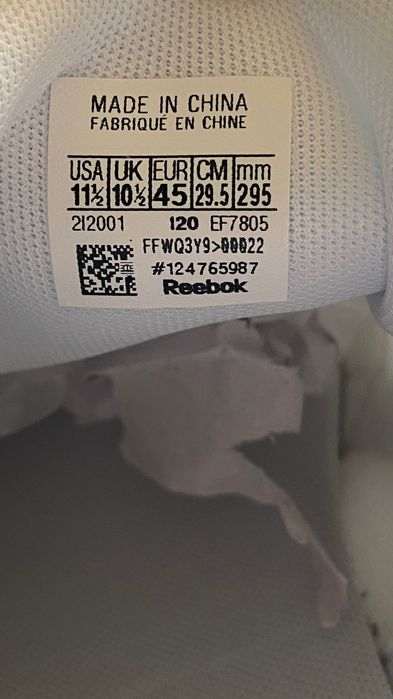 MADE IN CHINA
FABRIQUÉ EN CHINE
USA UK EUR CM mm
11½ 10½ 45 29.5 295
2I2001 120 EF7805
FFWQ3Y9>00022
#124765987
Reebok